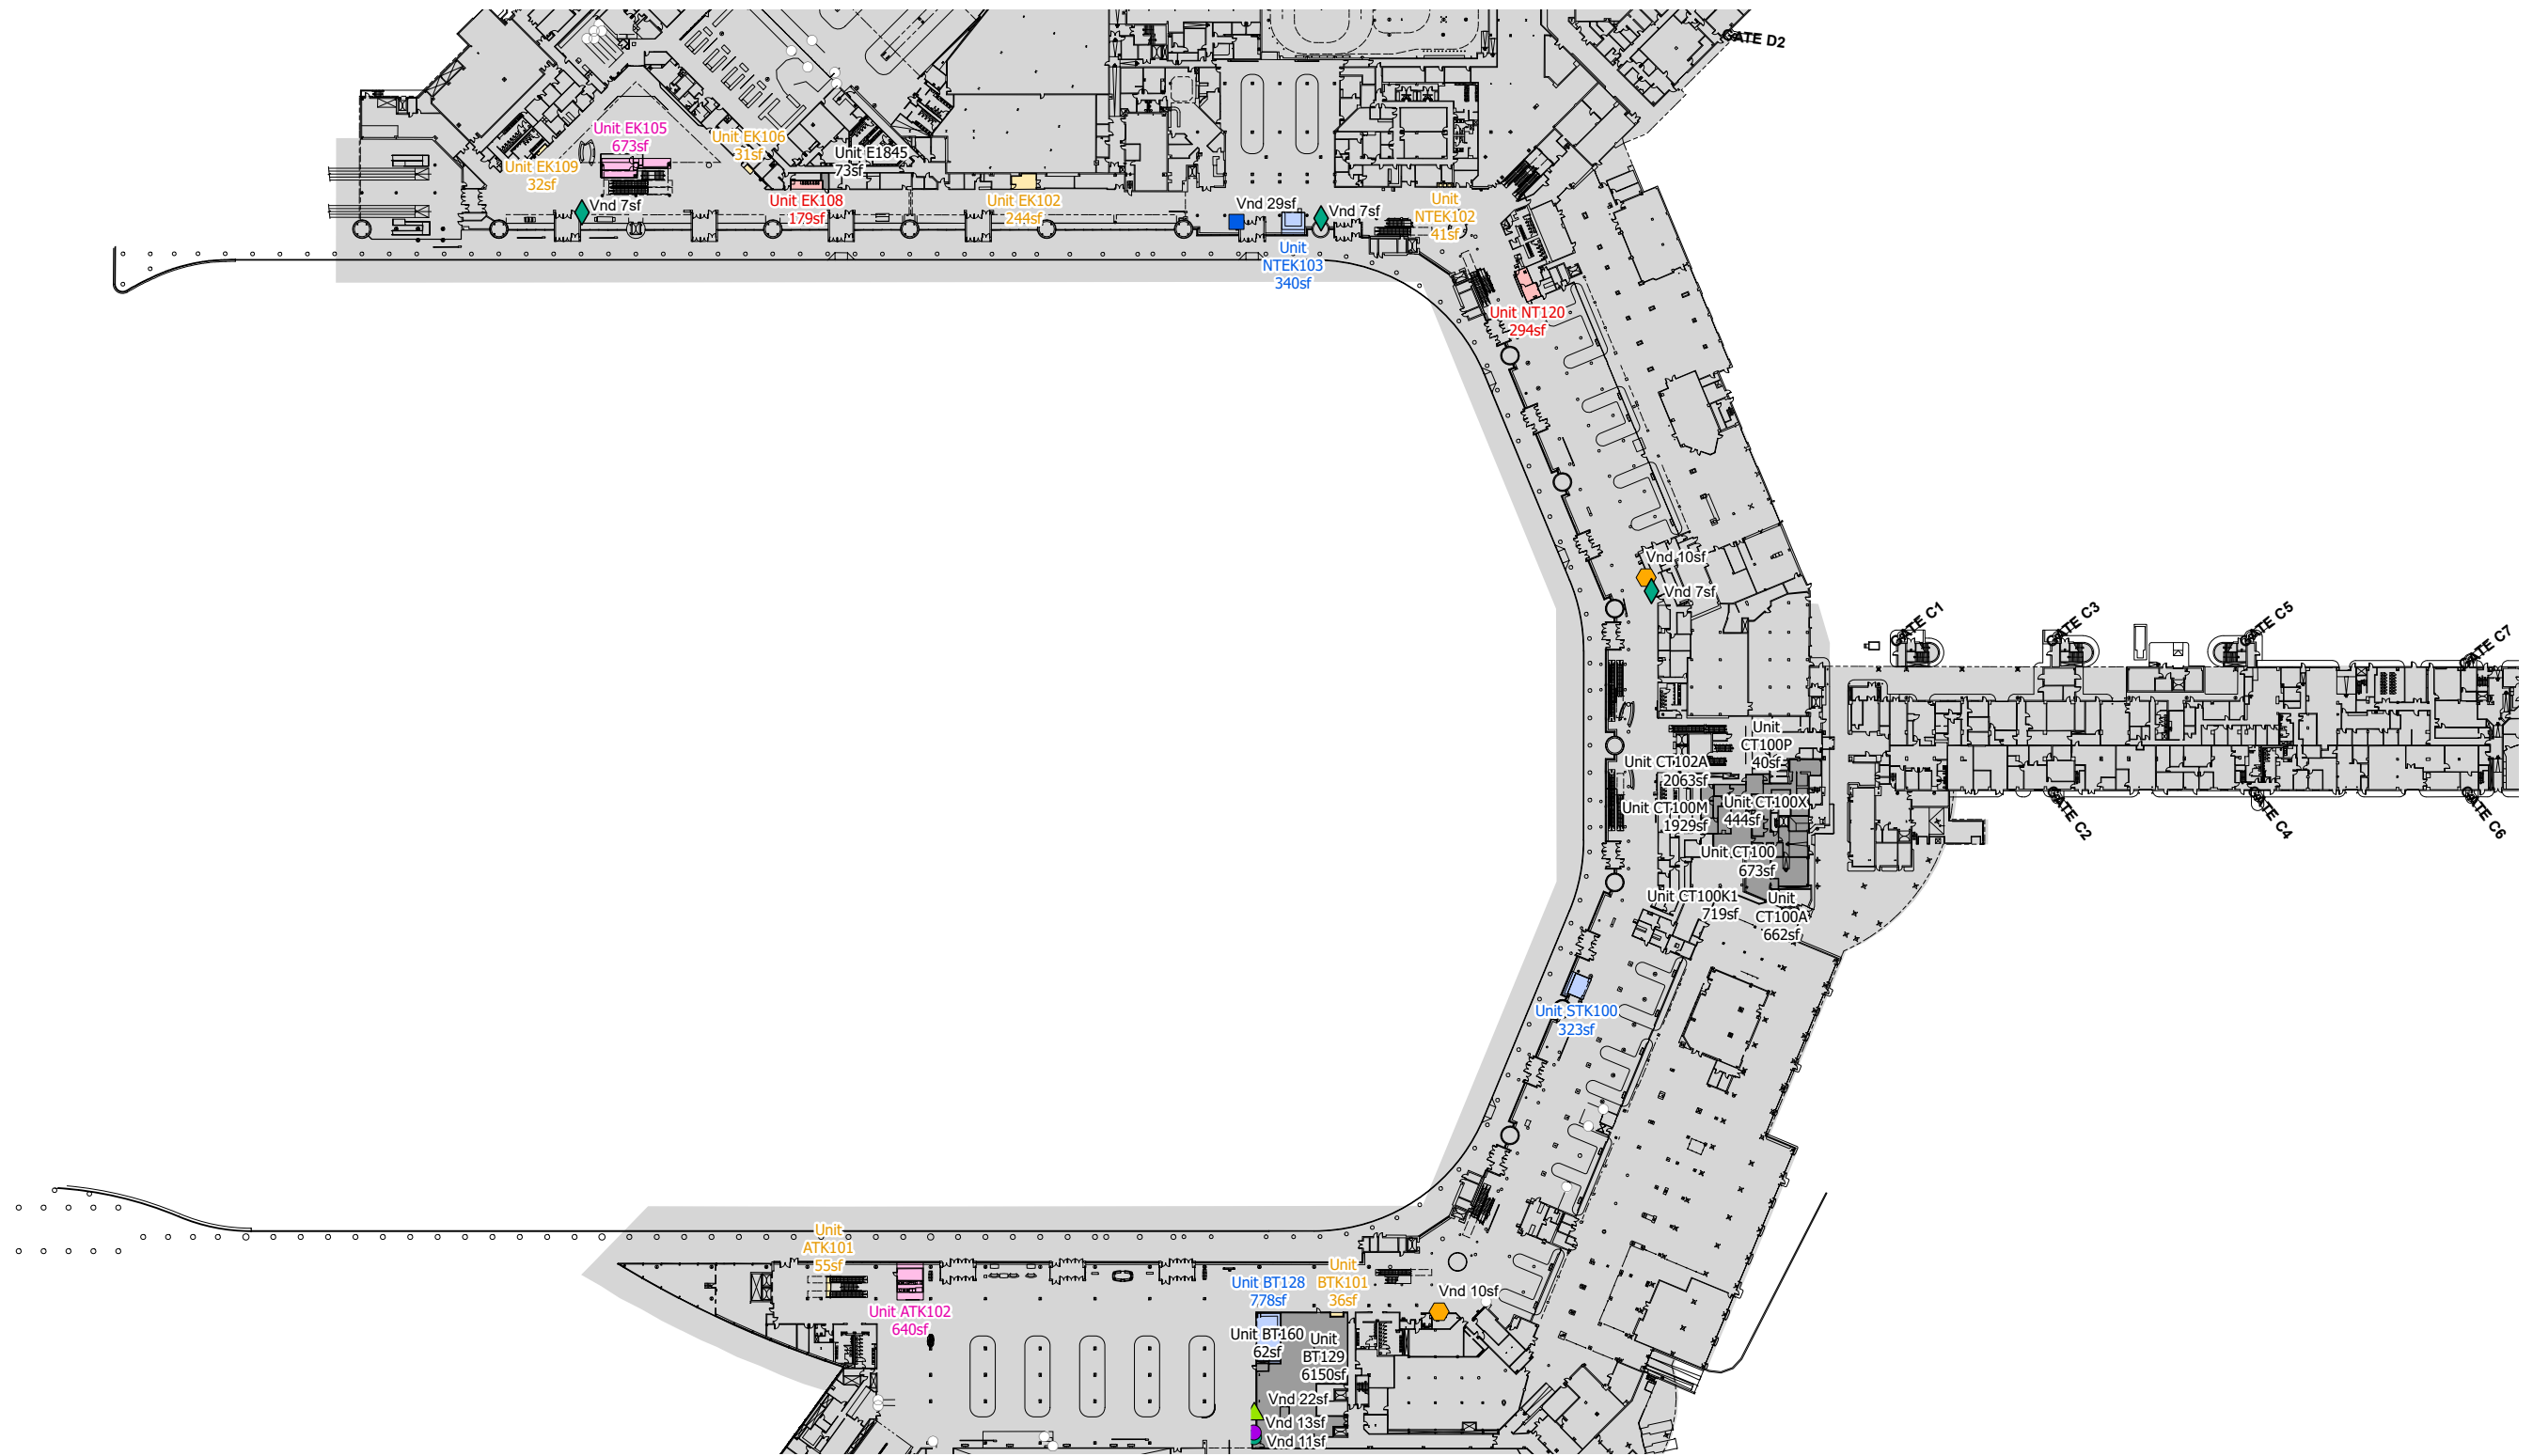 GATE D2
Unit EK105
673sf
Unit EK106
31sf
Unit E1845
73sf
Unit EK109
32sf
Vnd 7sf
Unit EK108
179sf
Unit EK102
244sf
Vnd 29sf
Vnd 7sf
Unit
NTEK102
41sf
Unit
NTEK103
340sf
Unit NT120
294sf
Vnd 10sf
Vnd 7sf
GATE C1
GATE C3
GATE C5
GATE C7
Unit
CT100P
40sf
Unit CT102A
2063sf
Unit CT100M
1929sf
Unit CT100X
444sf
GATE C2
GATE C4
GATE C6
Unit CT100
673sf
Unit CT100K1
719sf
Unit
CT100A
662sf
Unit STK100
323sf
Unit
ATK101
55sf
Unit ATK102
640sf
Unit BT128
778sf
Unit
BTK101
36sf
Vnd 10sf
Unit BT160
62sf
Unit
BT129
6150sf
Vnd 22sf
Vnd 13sf
Vnd 11sf